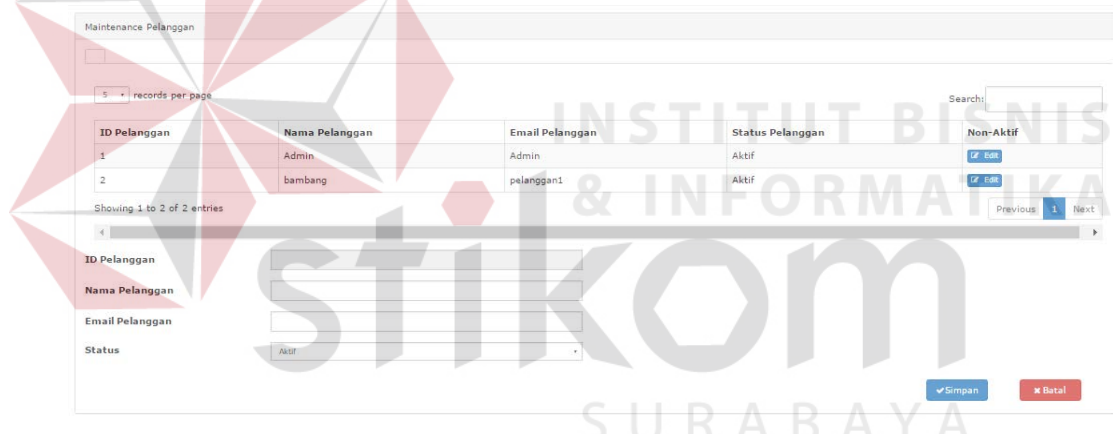 Maintenance Pelanggan
5 records per page
Search:
ID Pelanggan Nama Pelanggan Email Pelanggan Status Pelanggan Non-Aktif
1 Admin Admin Aktif Edit
2 bambang pelanggan1 Aktif Edit
Showing 1 to 2 of 2 entries
Previous 1 Next
ID Pelanggan
Nama Pelanggan
Email Pelanggan
Status Aktif
Simpan Batal
INSTITUT BISNIS
& INFORMATIKA
stikom
SURABAYA